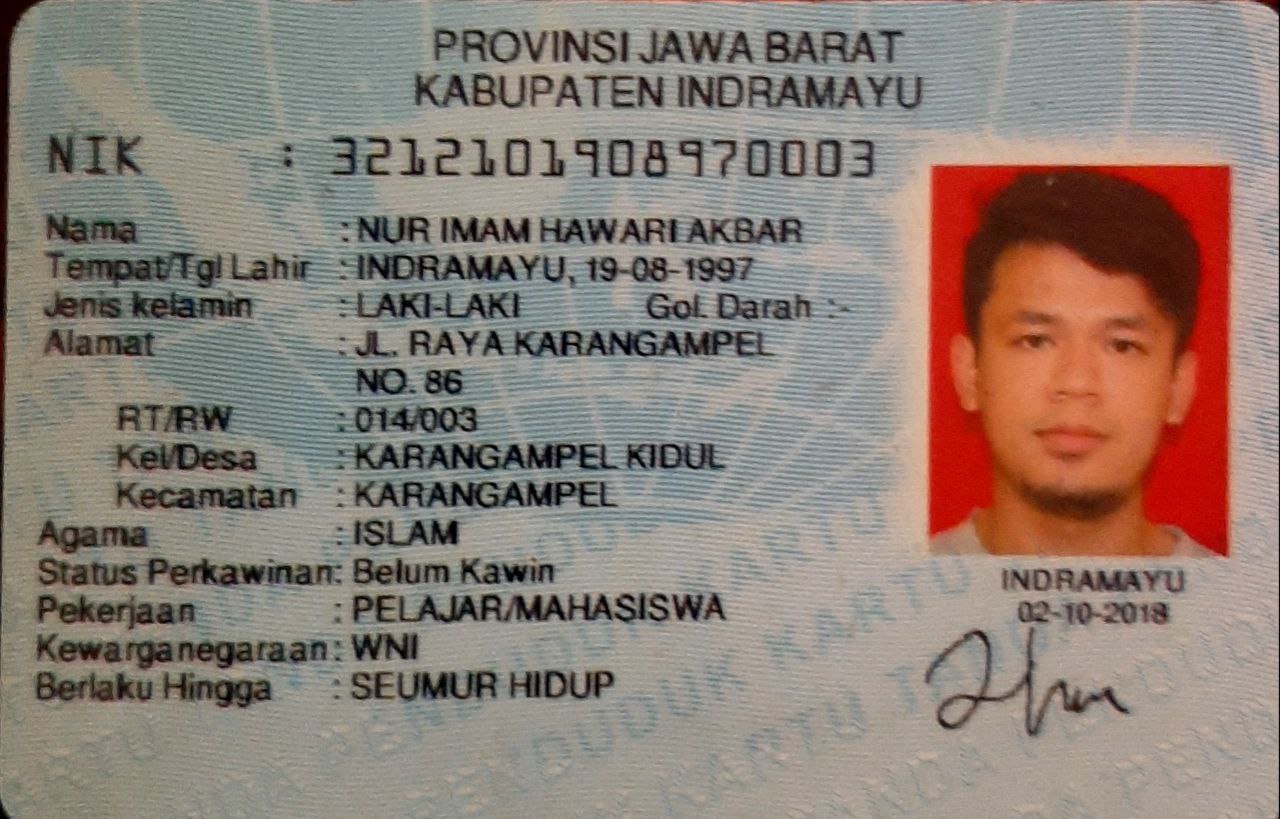 PROVINSI JAWA BARAT
KABUPATEN INDRAMAYU
NIK : 3212101908970003
Nama : NUR IMAM HAWARI AKBAR
Tempat/Tgl Lahir : INDRAMAYU, 19-08-1997
Jenis kelamin : LAKI-LAKI Gol. Darah :-
Alamat : JL. RAYA KARANGAMPEL
NO. 86
RT/RW : 014/003
Kel/Desa : KARANGAMPEL KIDUL
Kecamatan : KARANGAMPEL
Agama : ISLAM
Status Perkawinan: Belum Kawin
Pekerjaan : PELAJAR/MAHASISWA
Kewarganegaraan: WNI
Berlaku Hingga : SEUMUR HIDUP
INDRAMAYU
02-10-2018